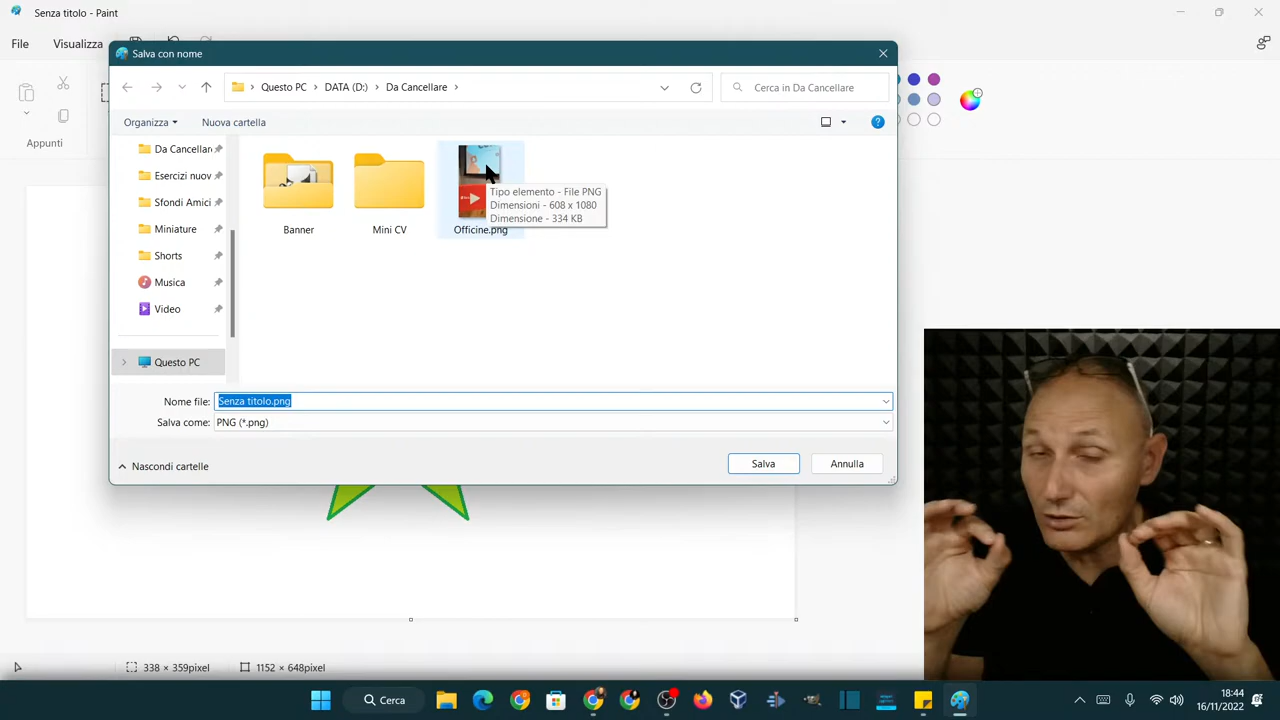 Senza titolo - Paint
File
Visualizza
Salva con nome
Questo PC
DATA (D:)
Da Cancellare
Cerca in Da Cancellare
Organizza
Nuova cartella
Appunti
Da Cancellare
Esercizi nuov
Sfondi Amici
Miniature
Shorts
Musica
Video
Questo PC
Banner
Mini CV
Officine.png
Tipo elemento - File PNG
Dimensioni - 608 x 1080
Dimensione - 334 KB
Nome file:
Senza titolo.png
Salva come:
PNG (*.png)
Nascondi cartelle
Salva
Annulla
338 × 359pixel
1152 × 648pixel
Cerca
18:44
16/11/2022